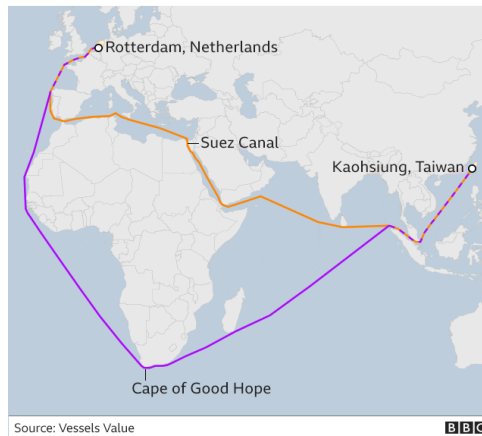 Rotterdam, Netherlands
Suez Canal
Kaohsiung, Taiwan
Cape of Good Hope
Source: Vessels Value
BBC